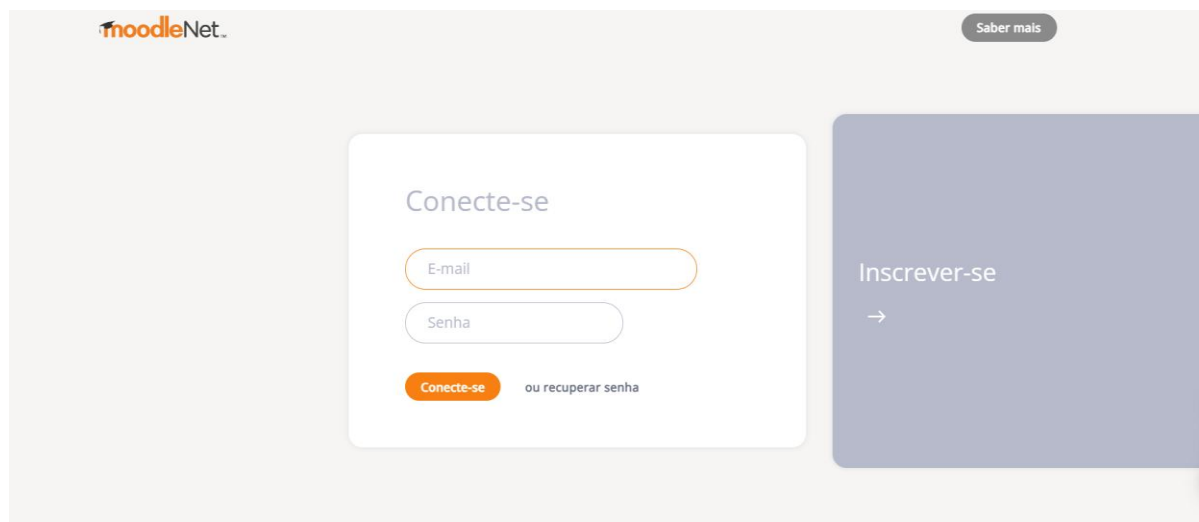 moodleNet
Saber mais
Conecte-se
E-mail
Senha
Conecte-se
ou recuperar senha
Inscrever-se